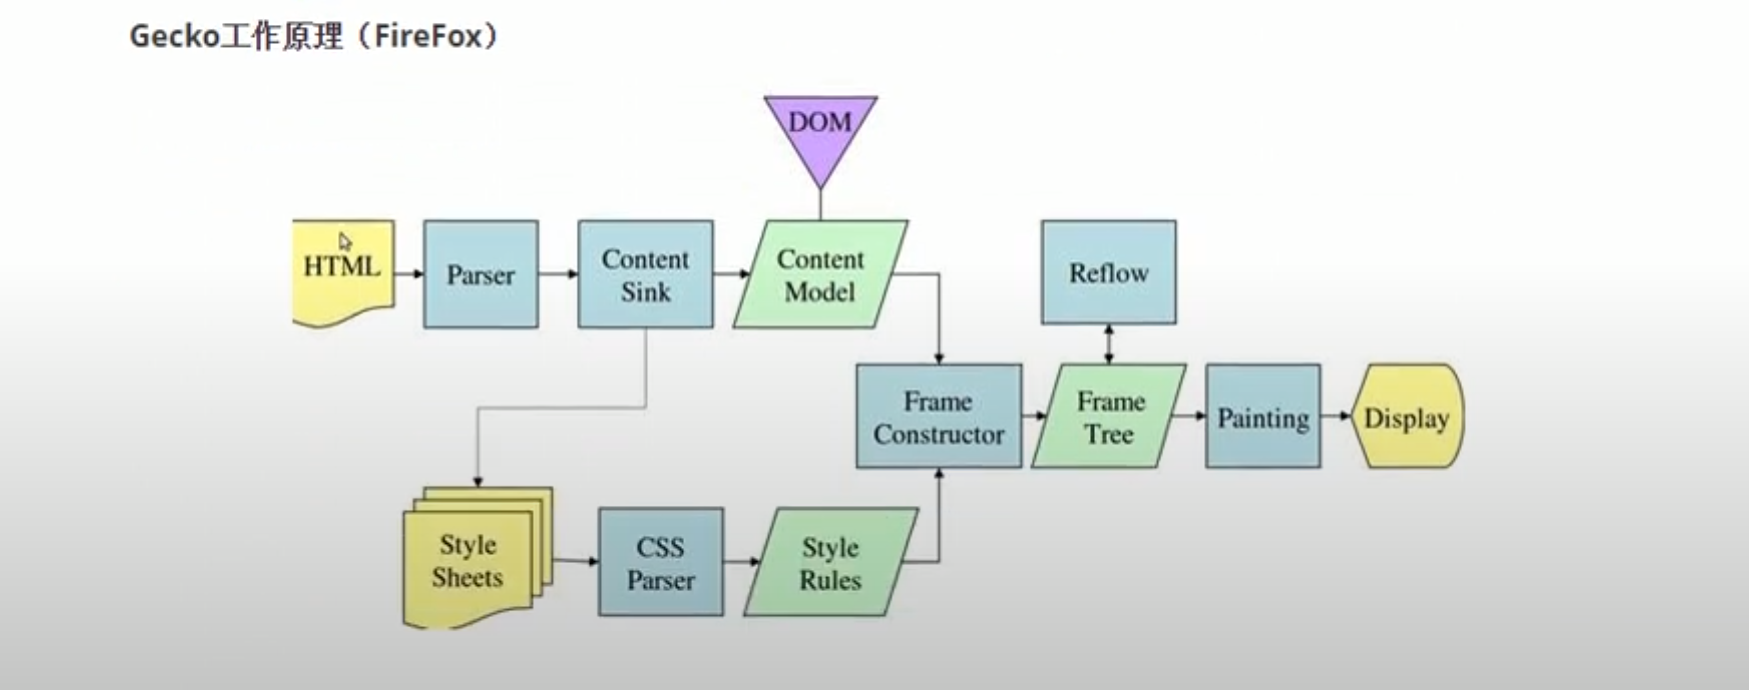 Gecko工作原理（FireFox）
DOM
HTML
Parser
Content
Sink
Content
Model
Reflow
Frame
Constructor
Frame
Tree
Painting
Display
Style
Sheets
CSS
Parser
Style
Rules